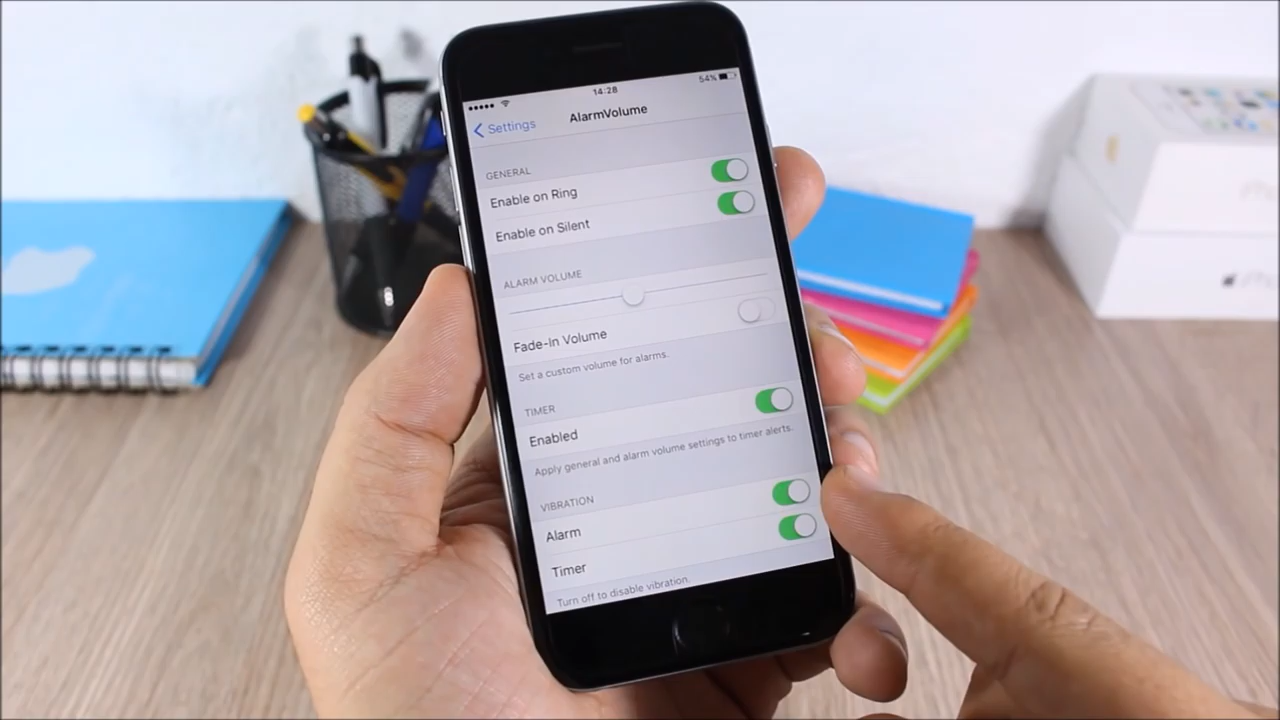 14:28
54%
Settings
AlarmVolume
GENERAL
Enable on Ring
Enable on Silent
ALARM VOLUME
Fade-In Volume
Set a custom volume for alarms.
TIMER
Enabled
Apply general and alarm volume settings to timer alerts.
VIBRATION
Alarm
Timer
Turn off to disable vibration.